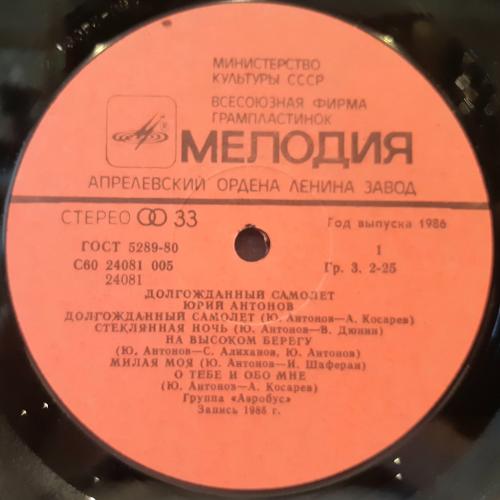 МИНИСТЕРСТВО
КУЛЬТУРЫ СССР
ВСЕСОЮЗНАЯ ФИРМА
ГРАМПЛАСТИНОК
МЕЛОДИЯ
АПРЕЛЕВСКИЙ ОРДЕНА ЛЕНИНА ЗАВОД
СТЕРЕО 33
Год выпуска 1986
ГОСТ 5289-80
1
С60 24081 005
Гр. 3. 2-25
24081
ДОЛГОЖДАННЫЙ САМОЛЕТ
ЮРИЙ АНТОНОВ
ДОЛГОЖДАННЫЙ САМОЛЕТ (Ю. Антонов—А. Косарев)
СТЕКЛЯННАЯ НОЧЬ (Ю. Антонов—В. Дюнин)
НА ВЫСОКОМ БЕРЕГУ
(Ю. Антонов—С. Алиханов, Ю. Антонов)
МИЛАЯ МОЯ (Ю. Антонов—И. Шаферан)
О ТЕБЕ И ОБО МНЕ
(Ю. Антонов—А. Косарев)
Группа «Аэробус»
Запись 1985 г.